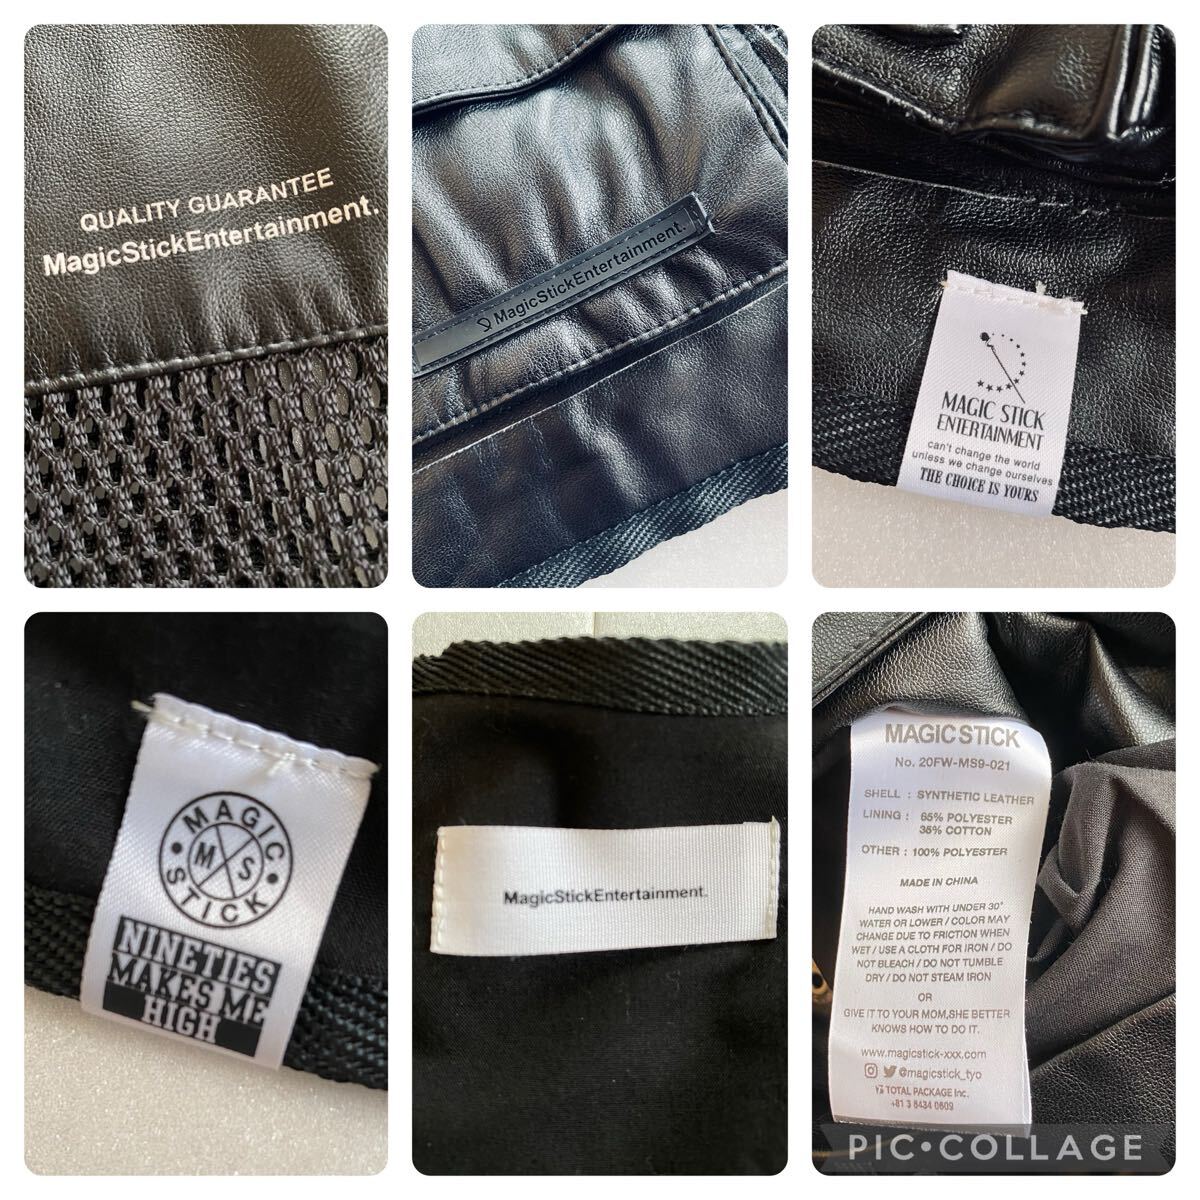 QUALITY GUARANTEE
MagicStickEntertainment.
MagicStickEntertainment.
MAGIC STICK
ENTERTAINMENT
can't change the world
unless we change ourselves
THE CHOICE IS YOURS
MAGIC
MS
STICK
NINETIES
MAKES ME
HIGH
MagicStickEntertainment.
MAGIC STICK
No. 20FW-MS9-021
SHELL : SYNTHETIC LEATHER
LINING : 65% POLYESTER
35% COTTON
OTHER : 100% POLYESTER
MADE IN CHINA
HAND WASH WITH UNDER 30°
WATER OR LOWER / COLOR MAY
CHANGE DUE TO FRICTION WHEN
WET / USE A CLOTH FOR IRON / DO
NOT BLEACH / DO NOT TUMBLE
DRY / DO NOT STEAM IRON
OR
GIVE IT TO YOUR MOM,SHE BETTER
KNOWS HOW TO DO IT.
www.magicstick-xxx.com
@magicstick_tyo
TOTAL PACKAGE Inc.
+81 3 6434 0609
PIC•COLLAGE